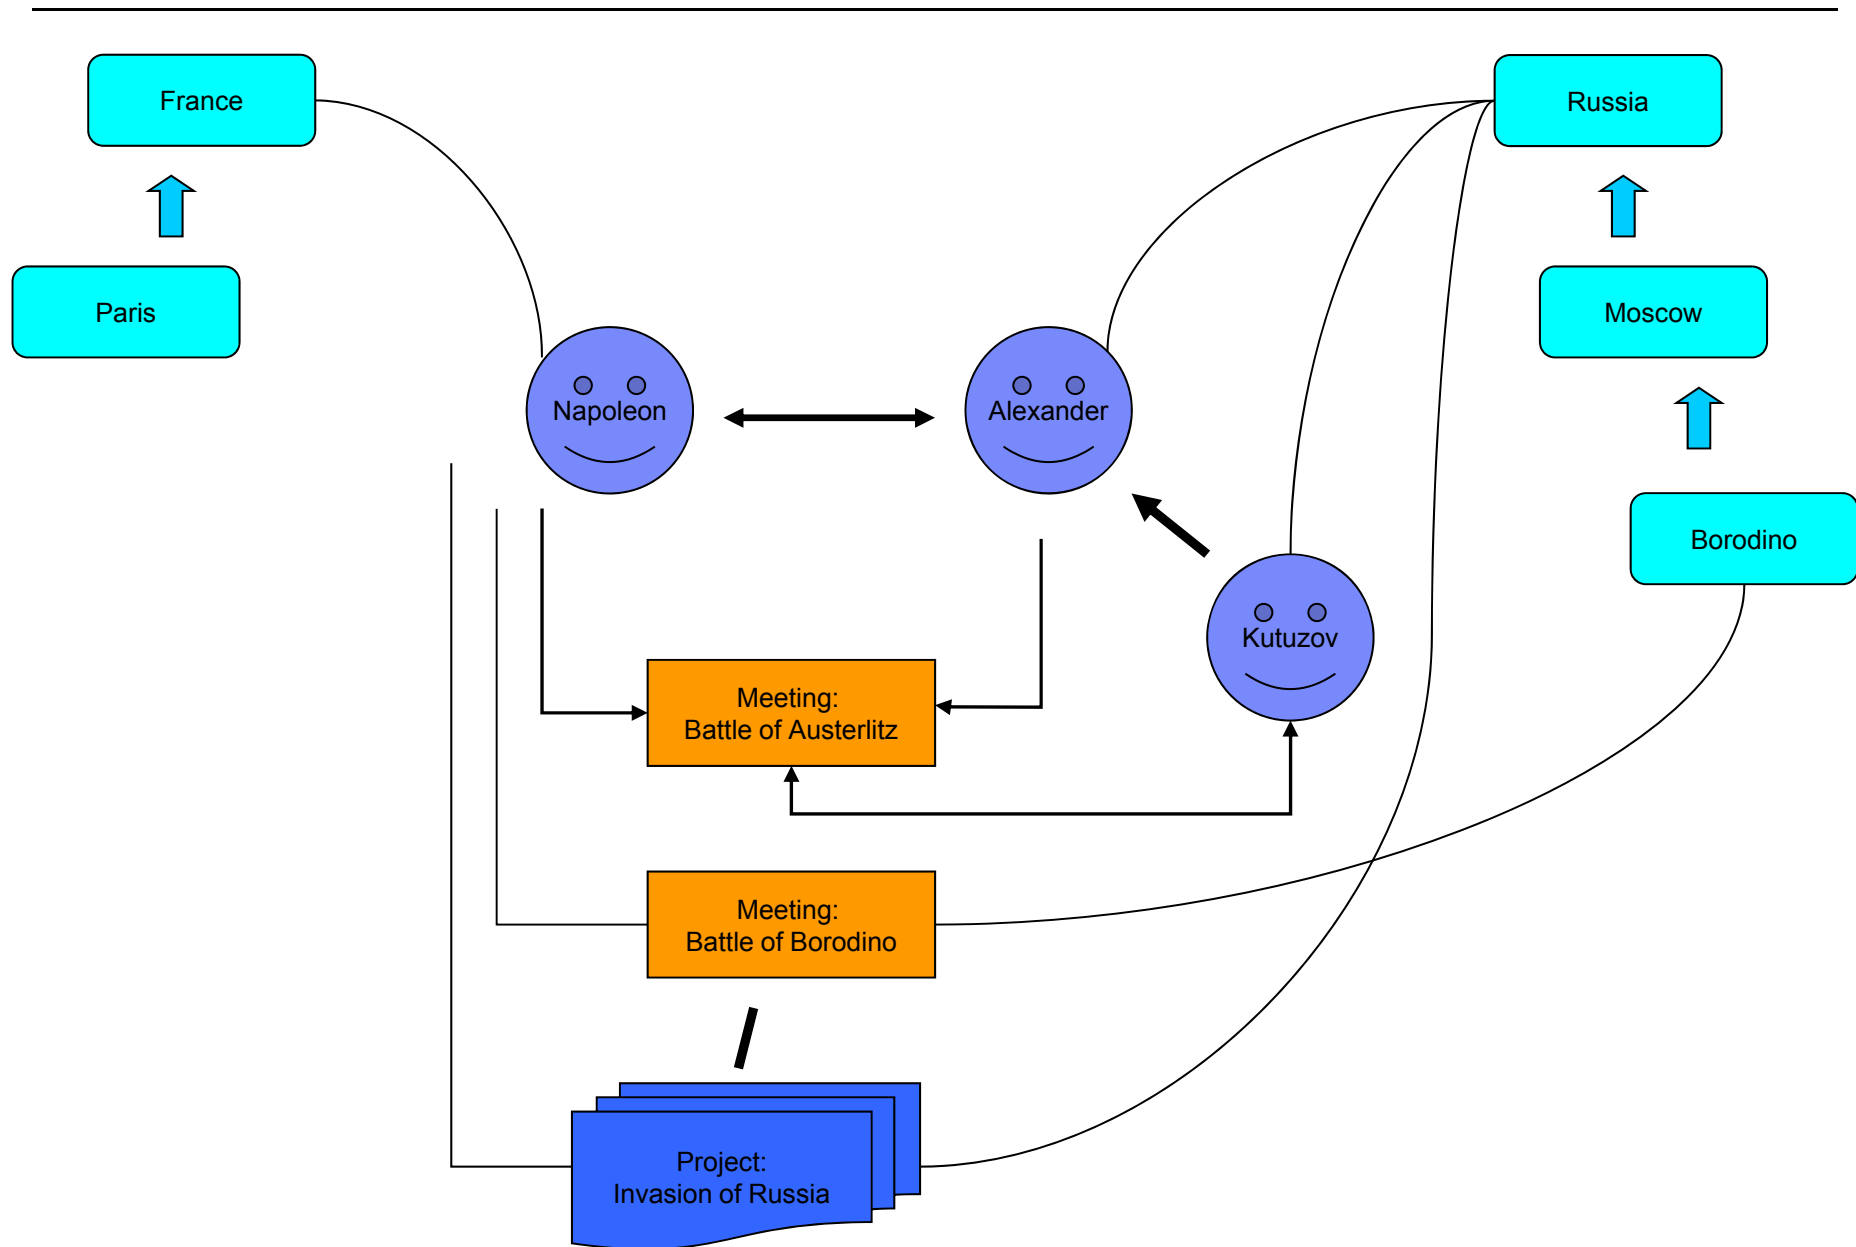 France
Russia
Paris
Moscow
Napoleon
Alexander
Borodino
Kutuzov
Meeting:
Battle of Austerlitz
Meeting:
Battle of Borodino
Project:
Invasion of Russia